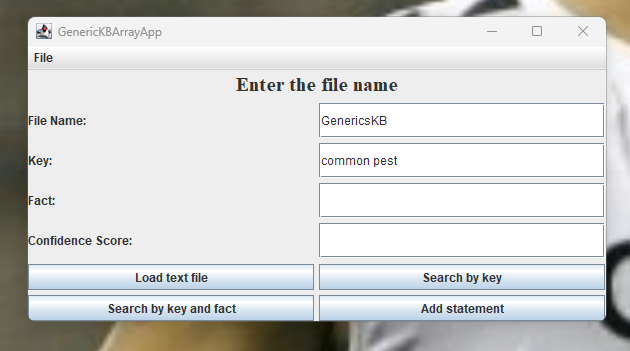 GenericKBArrayApp
File
Enter the file name
File Name: GenericsKB
Key: common pest
Fact:
Confidence Score:
Load text file Search by key
Search by key and fact Add statement